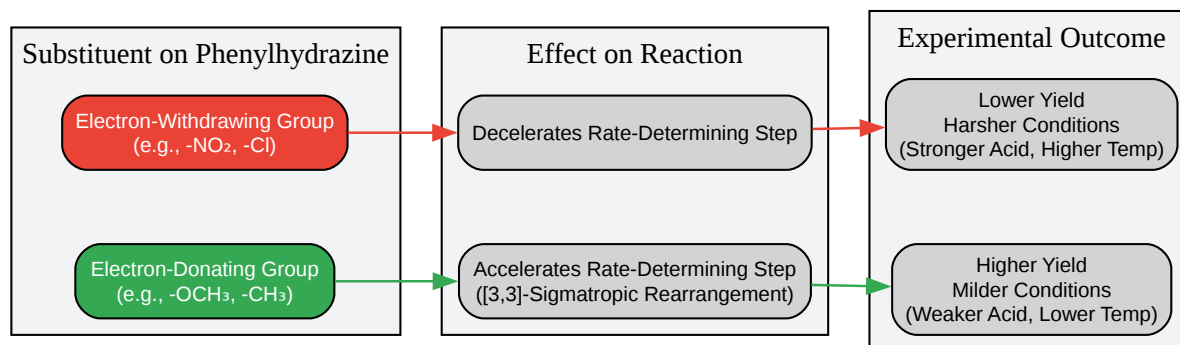 Substituent on Phenylhydrazine
Electron-Withdrawing Group
(e.g., -NO₂, -Cl)
Electron-Donating Group
(e.g., -OCH₃, -CH₃)
Effect on Reaction
Decelerates Rate-Determining Step
Accelerates Rate-Determining Step
([3,3]-Sigmatropic Rearrangement)
Experimental Outcome
Lower Yield
Harsher Conditions
(Stronger Acid, Higher Temp)
Higher Yield
Milder Conditions
(Weaker Acid, Lower Temp)